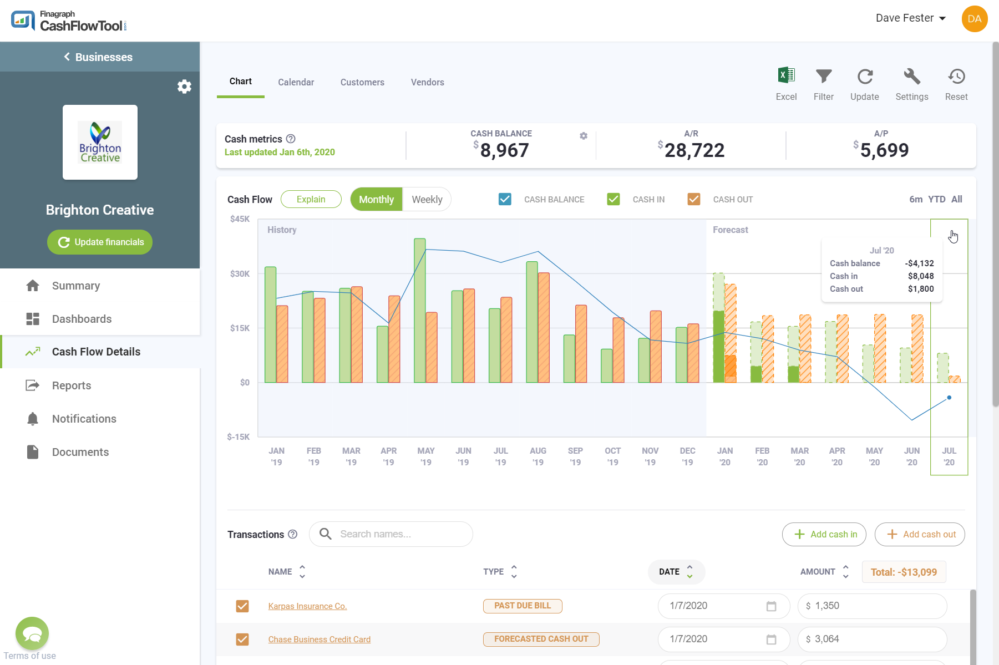 Finagraph
CashFlowTool
Dave Fester
DA
Businesses
Brighton
Creative
Brighton Creative
Update financials
Summary
Dashboards
Cash Flow Details
Reports
Notifications
Documents
Terms of use
Chart Calendar Customers Vendors
Excel Filter Update Settings Reset
Cash metrics
Last updated Jan 6th, 2020
CASH BALANCE
$8,967
A/R
$28,722
A/P
$5,699
Cash Flow Explain Monthly Weekly CASH BALANCE CASH IN CASH OUT 6m YTD All
$45K
$30K
$15K
$0
$-15K
History
Forecast
Jul '20
Cash balance -$4,132
Cash in $8,048
Cash out $1,800
JAN FEB MAR APR MAY JUN JUL AUG SEP OCT NOV DEC JAN FEB MAR APR MAY JUN JUL
'19 '19 '19 '19 '19 '19 '19 '19 '19 '19 '19 '19 '20 '20 '20 '20 '20 '20 '20
Transactions Search names... Add cash in Add cash out
NAME TYPE DATE AMOUNT Total: -$13,099
Karpas Insurance Co. PAST DUE BILL 1/7/2020 $ 1,350
Chase Business Credit Card FORECASTED CASH OUT 1/7/2020 $ 3,064